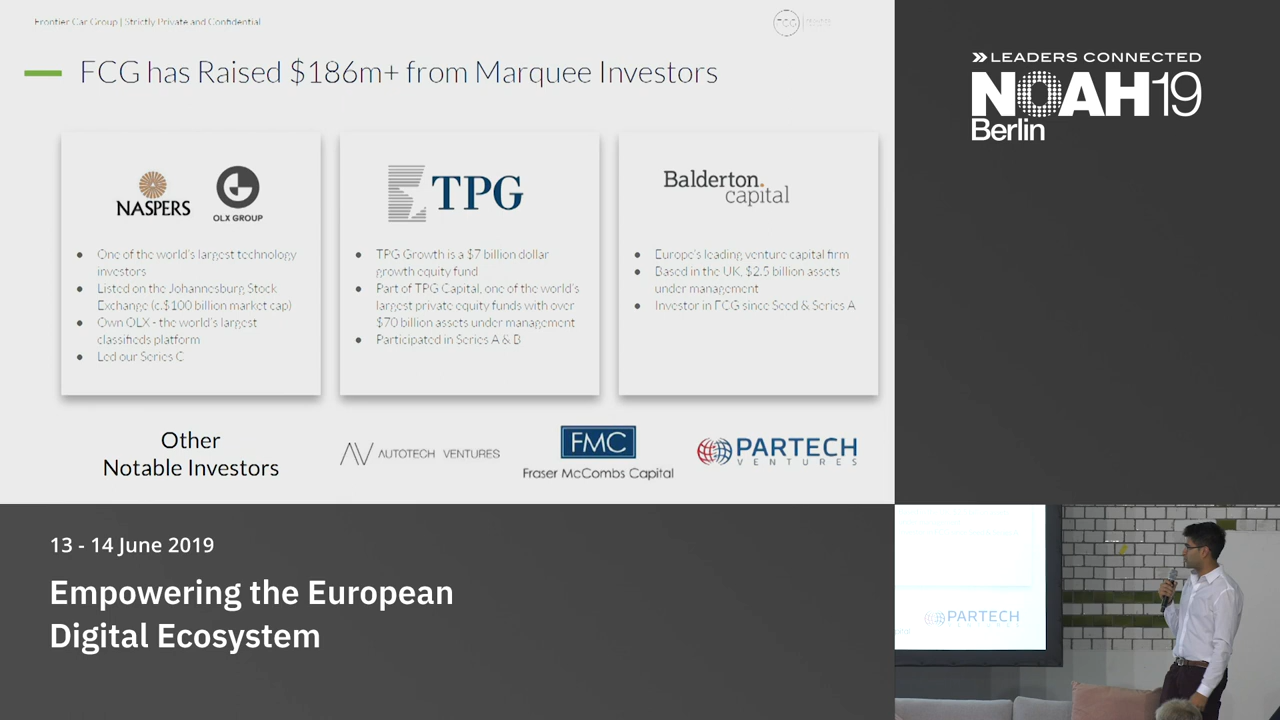 Frontier Car Group | Strictly Private and Confidential
FCG
FCG has Raised $186m+ from Marquee Investors
NASPERS
OLX GROUP
One of the world's largest technology
investors
Listed on the Johannesburg Stock
Exchange (c.$100 billion market cap)
Own OLX - the world's largest
classifieds platform
Led our Series C
TPG
TPG Growth is a $7 billion dollar
growth equity fund
Part of TPG Capital, one of the world's
largest private equity funds with over
$70 billion assets under management
Participated in Series A & B
Balderton.
capital
Europe's leading venture capital firm
Based in the UK, $2.5 billion assets
under management
Investor in FCG since Seed & Series A
Other
Notable Investors
AV AUTOTECH VENTURES
FMC
Fraser McCombs Capital
PARTECH
VENTURES
LEADERS CONNECTED
NOAH19
Berlin
13 - 14 June 2019
Empowering the European
Digital Ecosystem
PARTECH
VENTURES